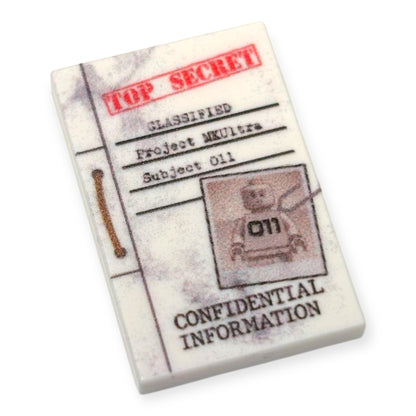 TOP SECRET
CLASSIFIED
Project MKUltra
Subject 011
011
CONFIDENTIAL
INFORMATION